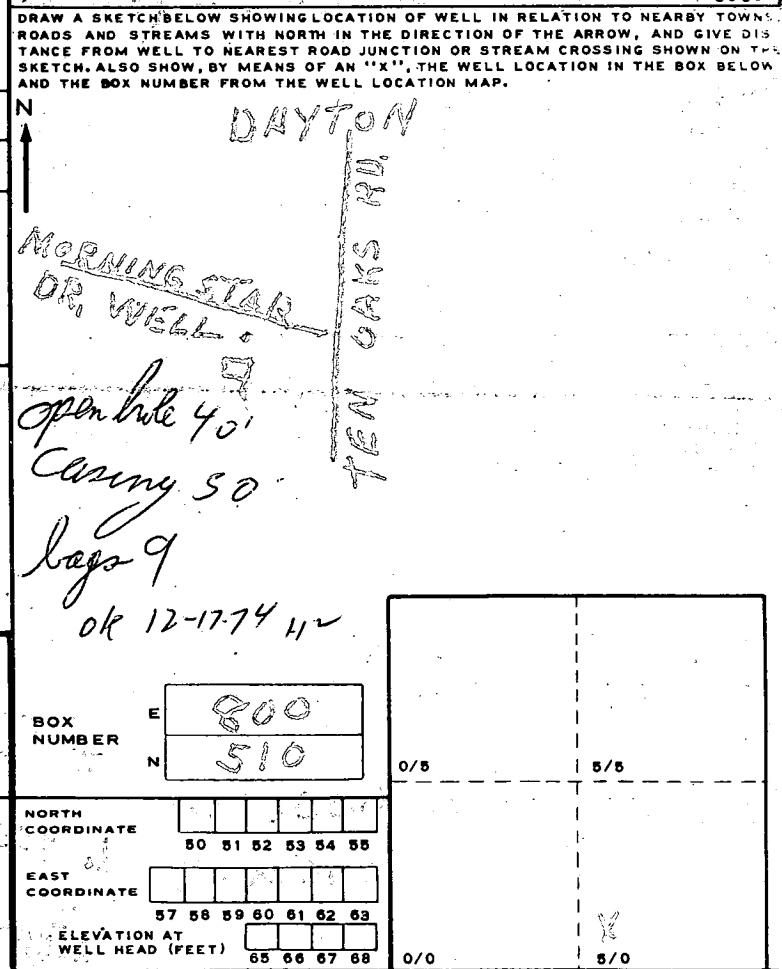 DRAW A SKETCH BELOW SHOWING LOCATION OF WELL IN RELATION TO NEARBY TOWNS
ROADS AND STREAMS WITH NORTH IN THE DIRECTION OF THE ARROW, AND GIVE DIS
TANCE FROM WELL TO NEAREST ROAD JUNCTION OR STREAM CROSSING SHOWN ON THE
SKETCH. ALSO SHOW, BY MEANS OF AN "X", THE WELL LOCATION IN THE BOX BELOW
AND THE BOX NUMBER FROM THE WELL LOCATION MAP.
N
DAYTON
TEN OAKS RD.
MORNING STAR
DR. WELL
open hole 40'
Casing 50
bags 9
ok 12-17-74
BOX
NUMBER
E 800
N 510
0/5 5/5
NORTH
COORDINATE
50 51 52 53 54 55
EAST
COORDINATE
57 58 59 60 61 62 63
ELEVATION AT
WELL HEAD (FEET)
65 66 67 68
X
0/0 5/0